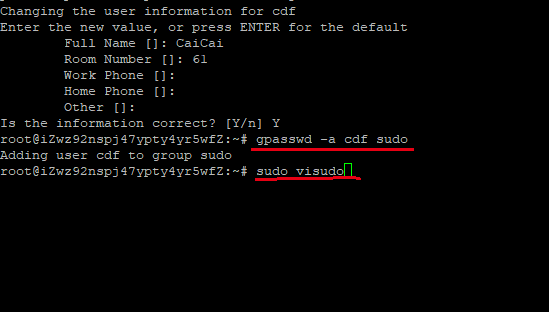 Changing the user information for cdf
Enter the new value, or press ENTER for the default
Full Name []: CaiCai
Room Number []: 61
Work Phone []:
Home Phone []:
Other []:
Is the information correct? [Y/n] Y
root@iZwz92nspj47ypty4yr5wfZ:~# gpasswd -a cdf sudo
Adding user cdf to group sudo
root@iZwz92nspj47ypty4yr5wfZ:~# sudo visudo